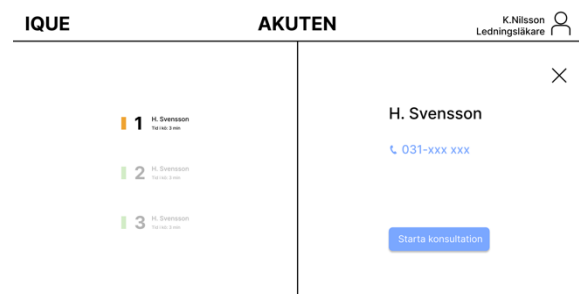 IQUE
AKUTEN
K.Nilsson
Ledningsläkare
1 H. Svensson
Tid i kö: 3 min
2 H. Svensson
Tid i kö: 3 min
3 H. Svensson
Tid i kö: 3 min
H. Svensson
031-xxx xxx
Starta konsultation